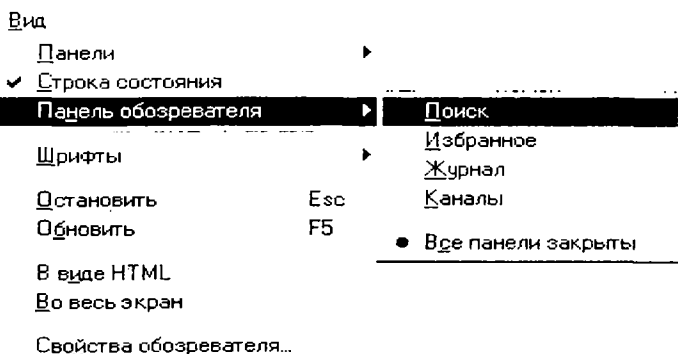 Вид
Панели
Строка состояния
Панель обозревателя
Шрифты
Остановить Esc
Обновить F5
В виде HTML
Во весь экран
Свойства обозревателя...
Поиск
Избранное
Журнал
Каналы
Все панели закрыты